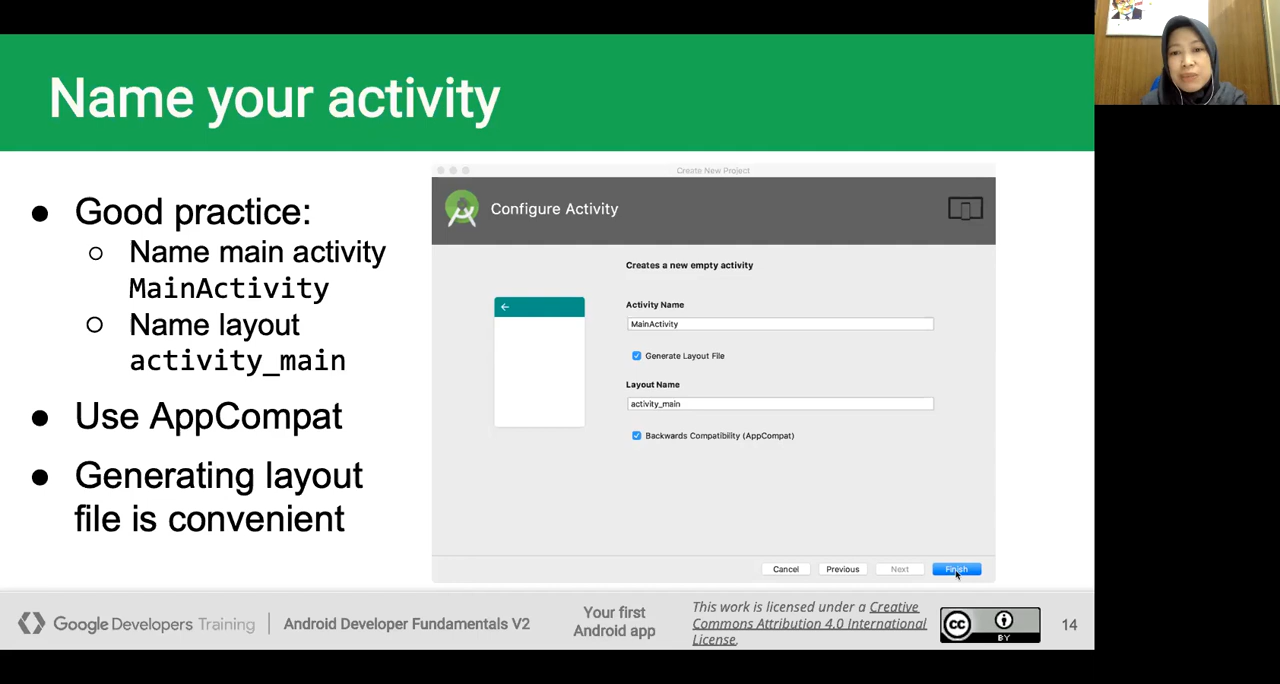 Name your activity
● Good practice:
○ Name main activity
MainActivity
○ Name layout
activity_main
● Use AppCompat
● Generating layout
file is convenient
Create New Project
Configure Activity
Creates a new empty activity
Activity Name
MainActivity
Generate Layout File
Layout Name
activity_main
Backwards Compatibility (AppCompat)
Cancel Previous Next Finish
Google Developers Training
Android Developer Fundamentals V2
Your first
Android app
This work is licensed under a Creative
Commons Attribution 4.0 International
License.
cc
BY
14